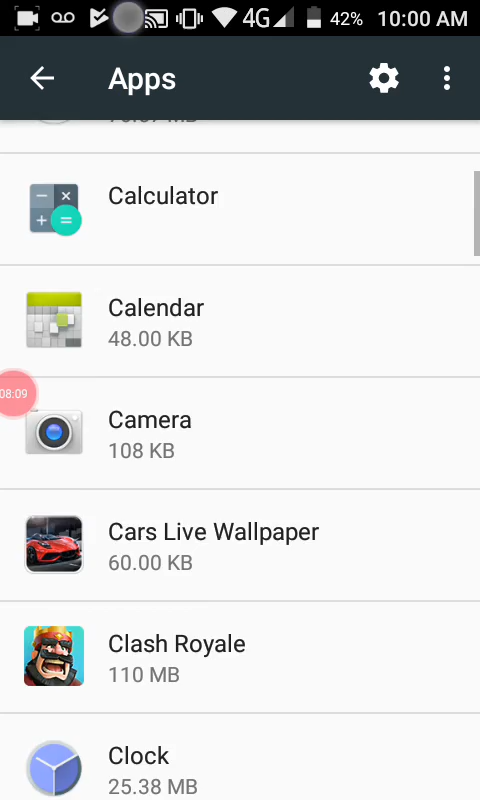 4G 42% 10:00 AM
Apps
Calculator
Calendar
48.00 KB
08:09
Camera
108 KB
Cars Live Wallpaper
60.00 KB
Clash Royale
110 MB
Clock
25.38 MB